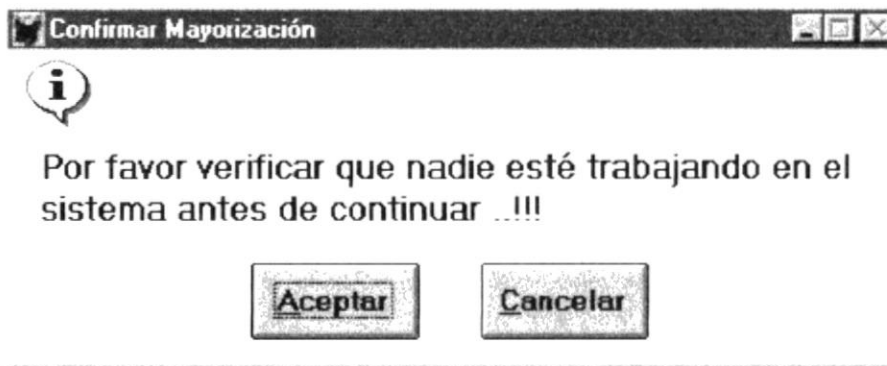 Confirmar Mayorización
Por favor verificar que nadie esté trabajando en el
sistema antes de continuar ..!!!
Aceptar
Cancelar